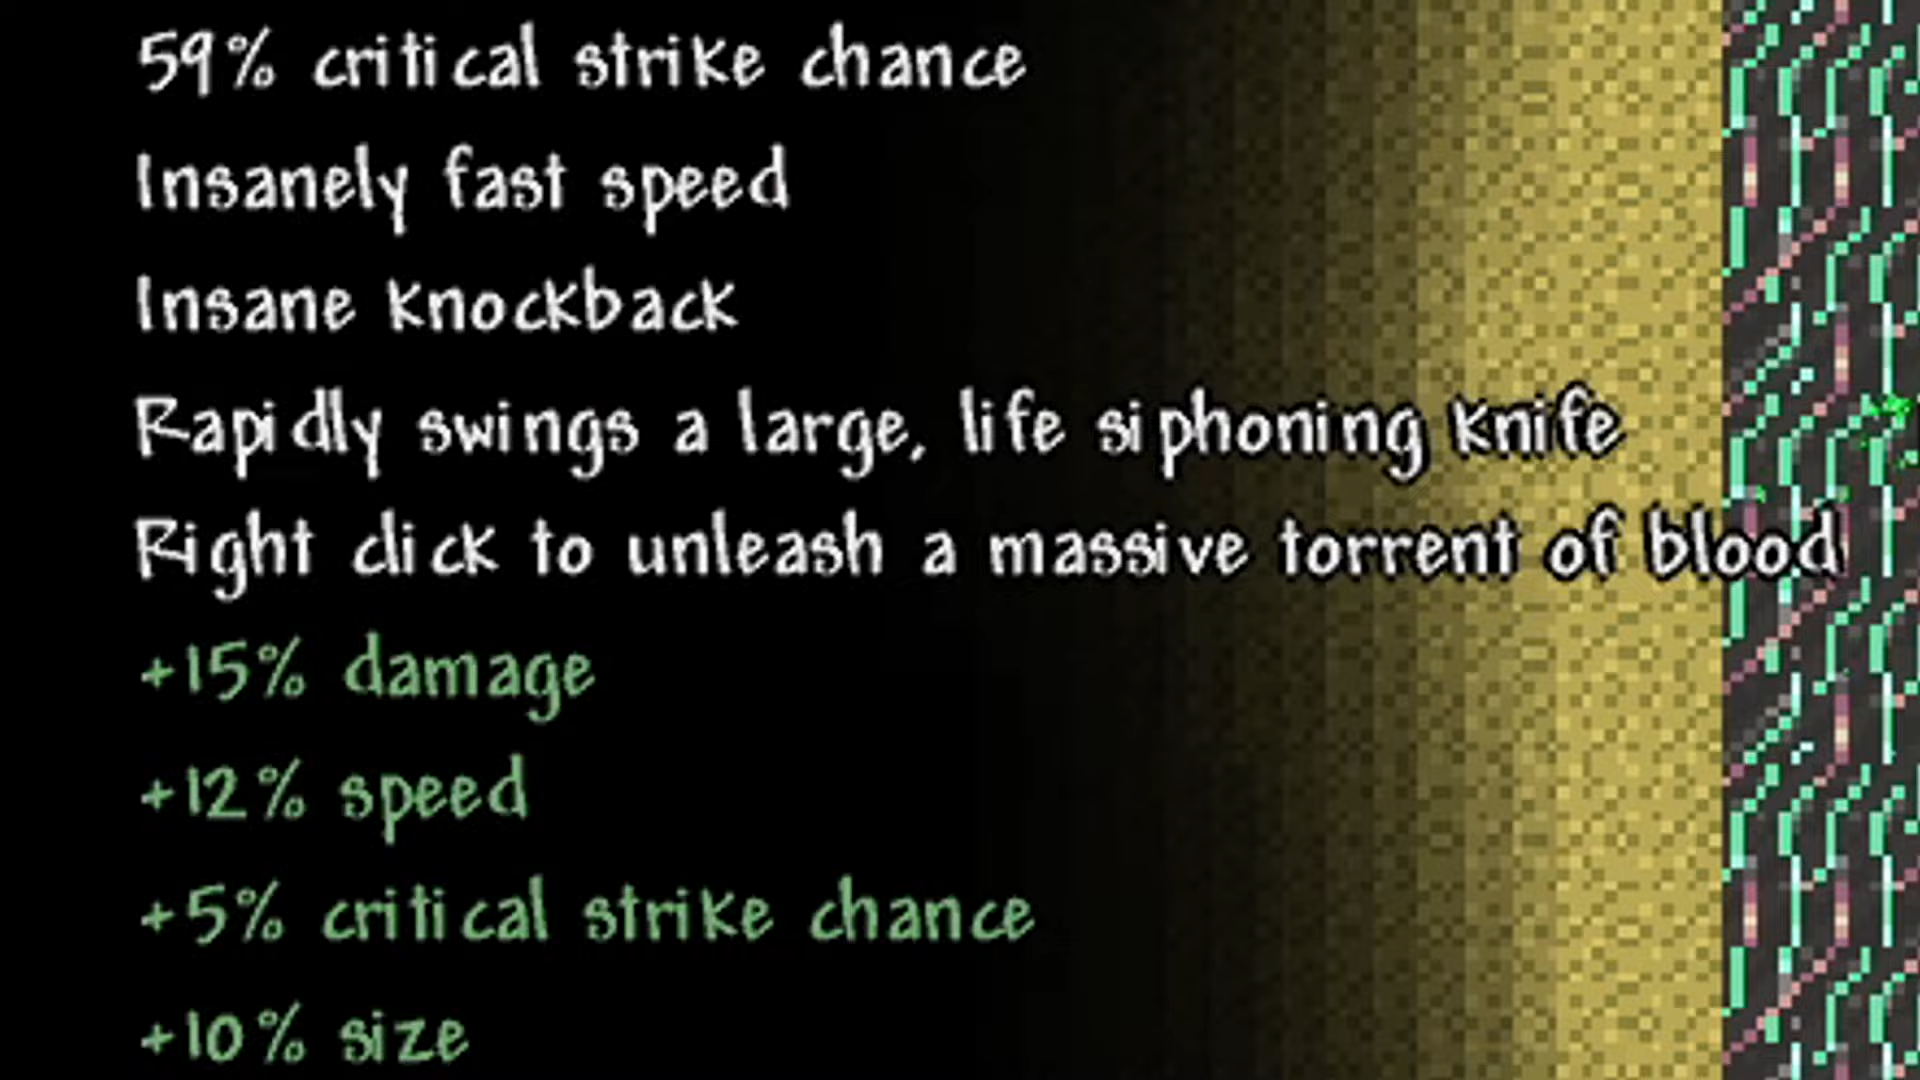 59% critical strike chance
Insanely fast speed
Insane knockback
Rapidly swings a large, life siphoning knife
Right click to unleash a massive torrent of blood
+15% damage
+12% speed
+5% critical strike chance
+10% size